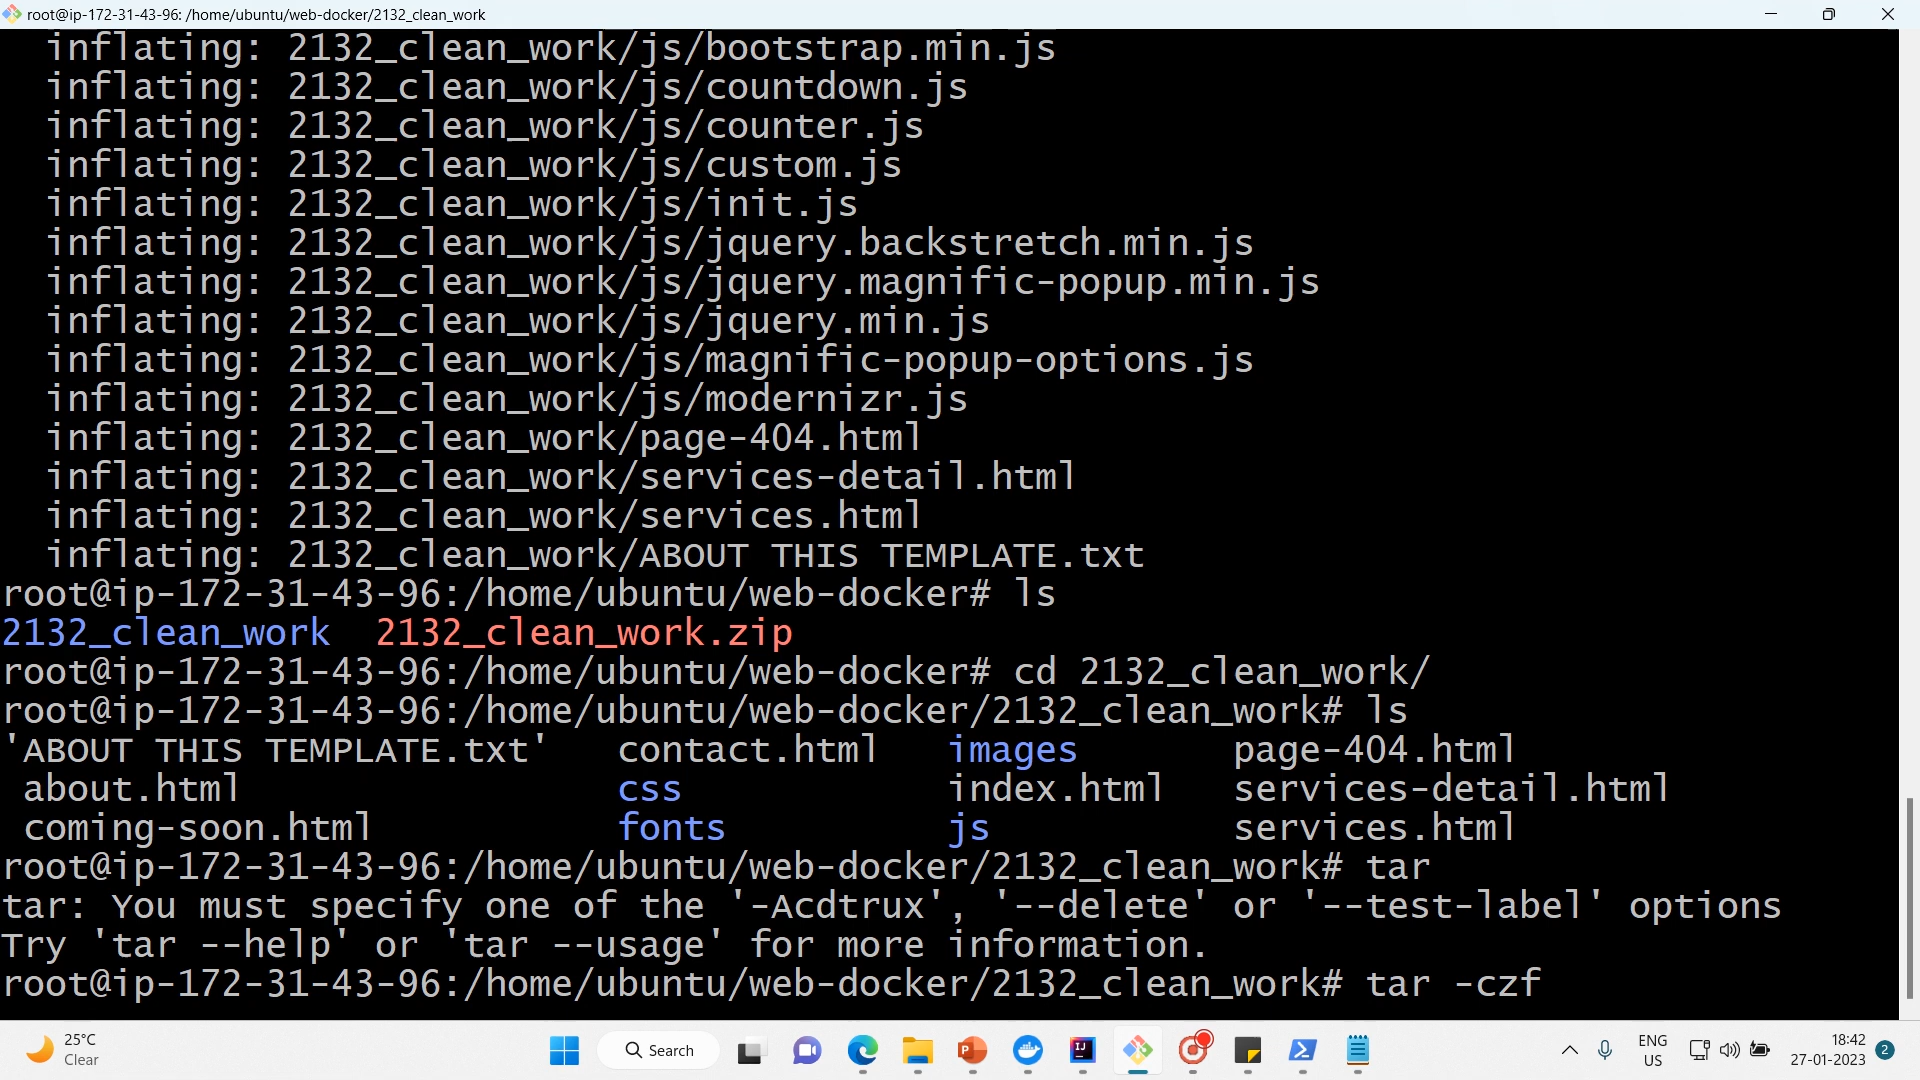 root@ip-172-31-43-96: /home/ubuntu/web-docker/2132_clean_work
inflating: 2132_clean_work/js/bootstrap.min.js
inflating: 2132_clean_work/js/countdown.js
inflating: 2132_clean_work/js/counter.js
inflating: 2132_clean_work/js/custom.js
inflating: 2132_clean_work/js/init.js
inflating: 2132_clean_work/js/jquery.backstretch.min.js
inflating: 2132_clean_work/js/jquery.magnific-popup.min.js
inflating: 2132_clean_work/js/jquery.min.js
inflating: 2132_clean_work/js/magnific-popup-options.js
inflating: 2132_clean_work/js/modernizr.js
inflating: 2132_clean_work/page-404.html
inflating: 2132_clean_work/services-detail.html
inflating: 2132_clean_work/services.html
inflating: 2132_clean_work/ABOUT THIS TEMPLATE.txt
root@ip-172-31-43-96:/home/ubuntu/web-docker# ls
2132_clean_work 2132_clean_work.zip
root@ip-172-31-43-96:/home/ubuntu/web-docker# cd 2132_clean_work/
root@ip-172-31-43-96:/home/ubuntu/web-docker/2132_clean_work# ls
'ABOUT THIS TEMPLATE.txt' contact.html images page-404.html
about.html css index.html services-detail.html
coming-soon.html fonts js services.html
root@ip-172-31-43-96:/home/ubuntu/web-docker/2132_clean_work# tar
tar: You must specify one of the '-Acdtrux', '--delete' or '--test-label' options
Try 'tar --help' or 'tar --usage' for more information.
root@ip-172-31-43-96:/home/ubuntu/web-docker/2132_clean_work# tar -czf
25°C
Clear
Search
P
IJ
ENG
US
18:42
27-01-2023
2